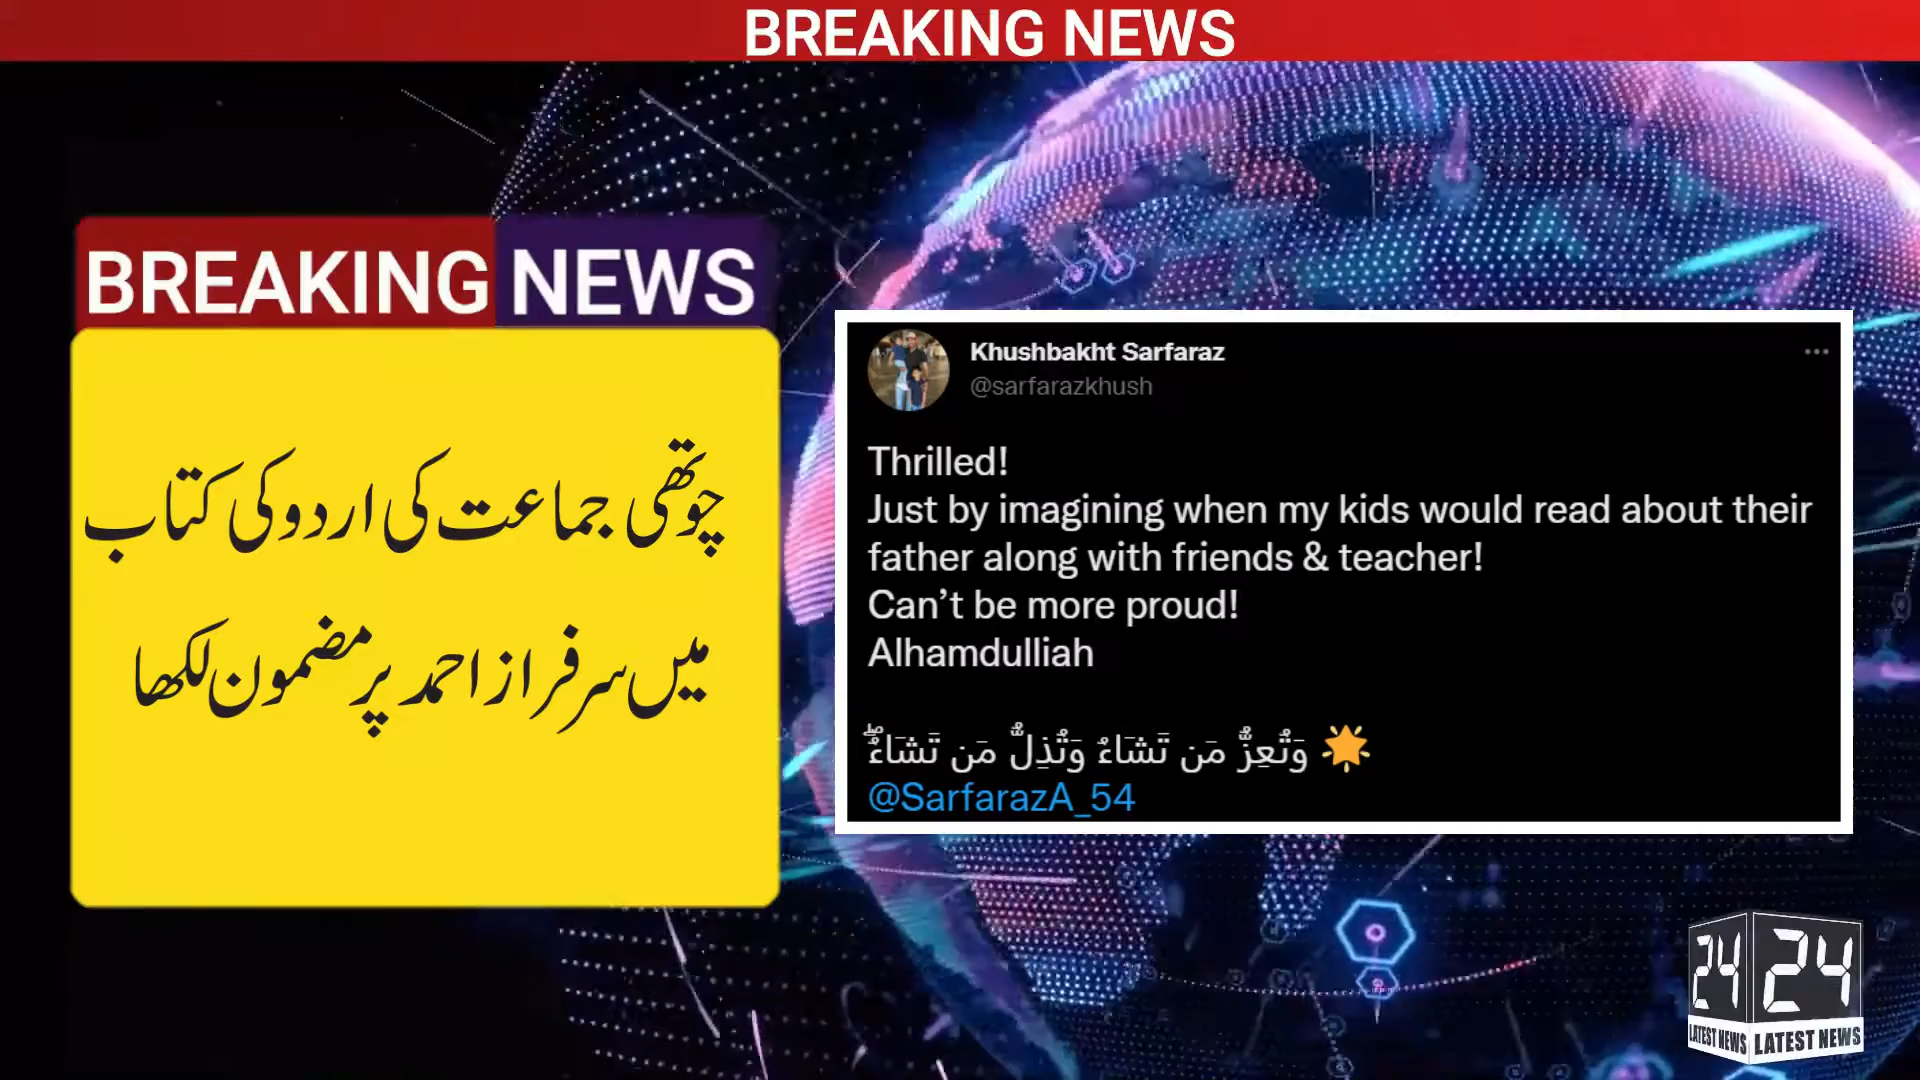 BREAKING NEWS
BREAKING NEWS
چوتھی جماعت کی اردو کی کتاب
میں سرفراز احمد پر مضمون لکھا
Khushbakht Sarfaraz
@sarfarazkhush
Thrilled!
Just by imagining when my kids would read about their
father along with friends & teacher!
Can’t be more proud!
Alhamdulliah
🌟 وَتُعِزُّ مَن تَشَاءُ وَتُذِلُّ مَن تَشَاءُۖ
@SarfarazA_54
24 24
LATEST NEWS LATEST NEWS